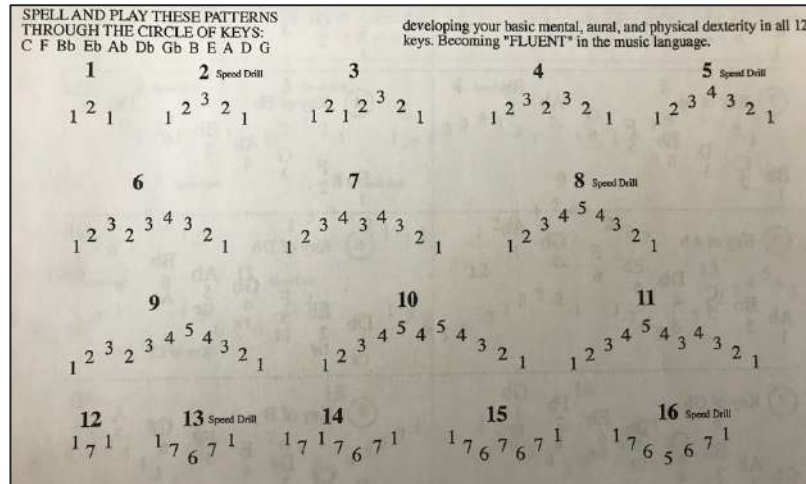 SPELL AND PLAY THESE PATTERNS
THROUGH THE CIRCLE OF KEYS:
C F Bb Eb Ab Db Gb B E A D G
developing your basic mental, aural, and physical dexterity in all 12
keys. Becoming "FLUENT" in the music language.
1
1 2 1
2 Speed Drill
1 2 3 2 1
3
1 2 1 2 3 2 1
4
1 2 3 2 3 2 1
5 Speed Drill
1 2 3 4 3 2 1
6
1 2 3 2 3 4 3 2 1
7
1 2 3 4 3 4 3 2 1
8 Speed Drill
1 2 3 4 5 4 3 2 1
9
1 2 3 2 3 4 5 4 3 2 1
10
1 2 3 4 5 4 5 4 3 2 1
11
1 2 3 4 5 4 3 4 3 2 1
12
1 7 1
13 Speed Drill
1 7 6 7 1
14
1 7 1 7 6 7 1
15
1 7 6 7 6 7 1
16 Speed Drill
1 7 6 5 6 7 1